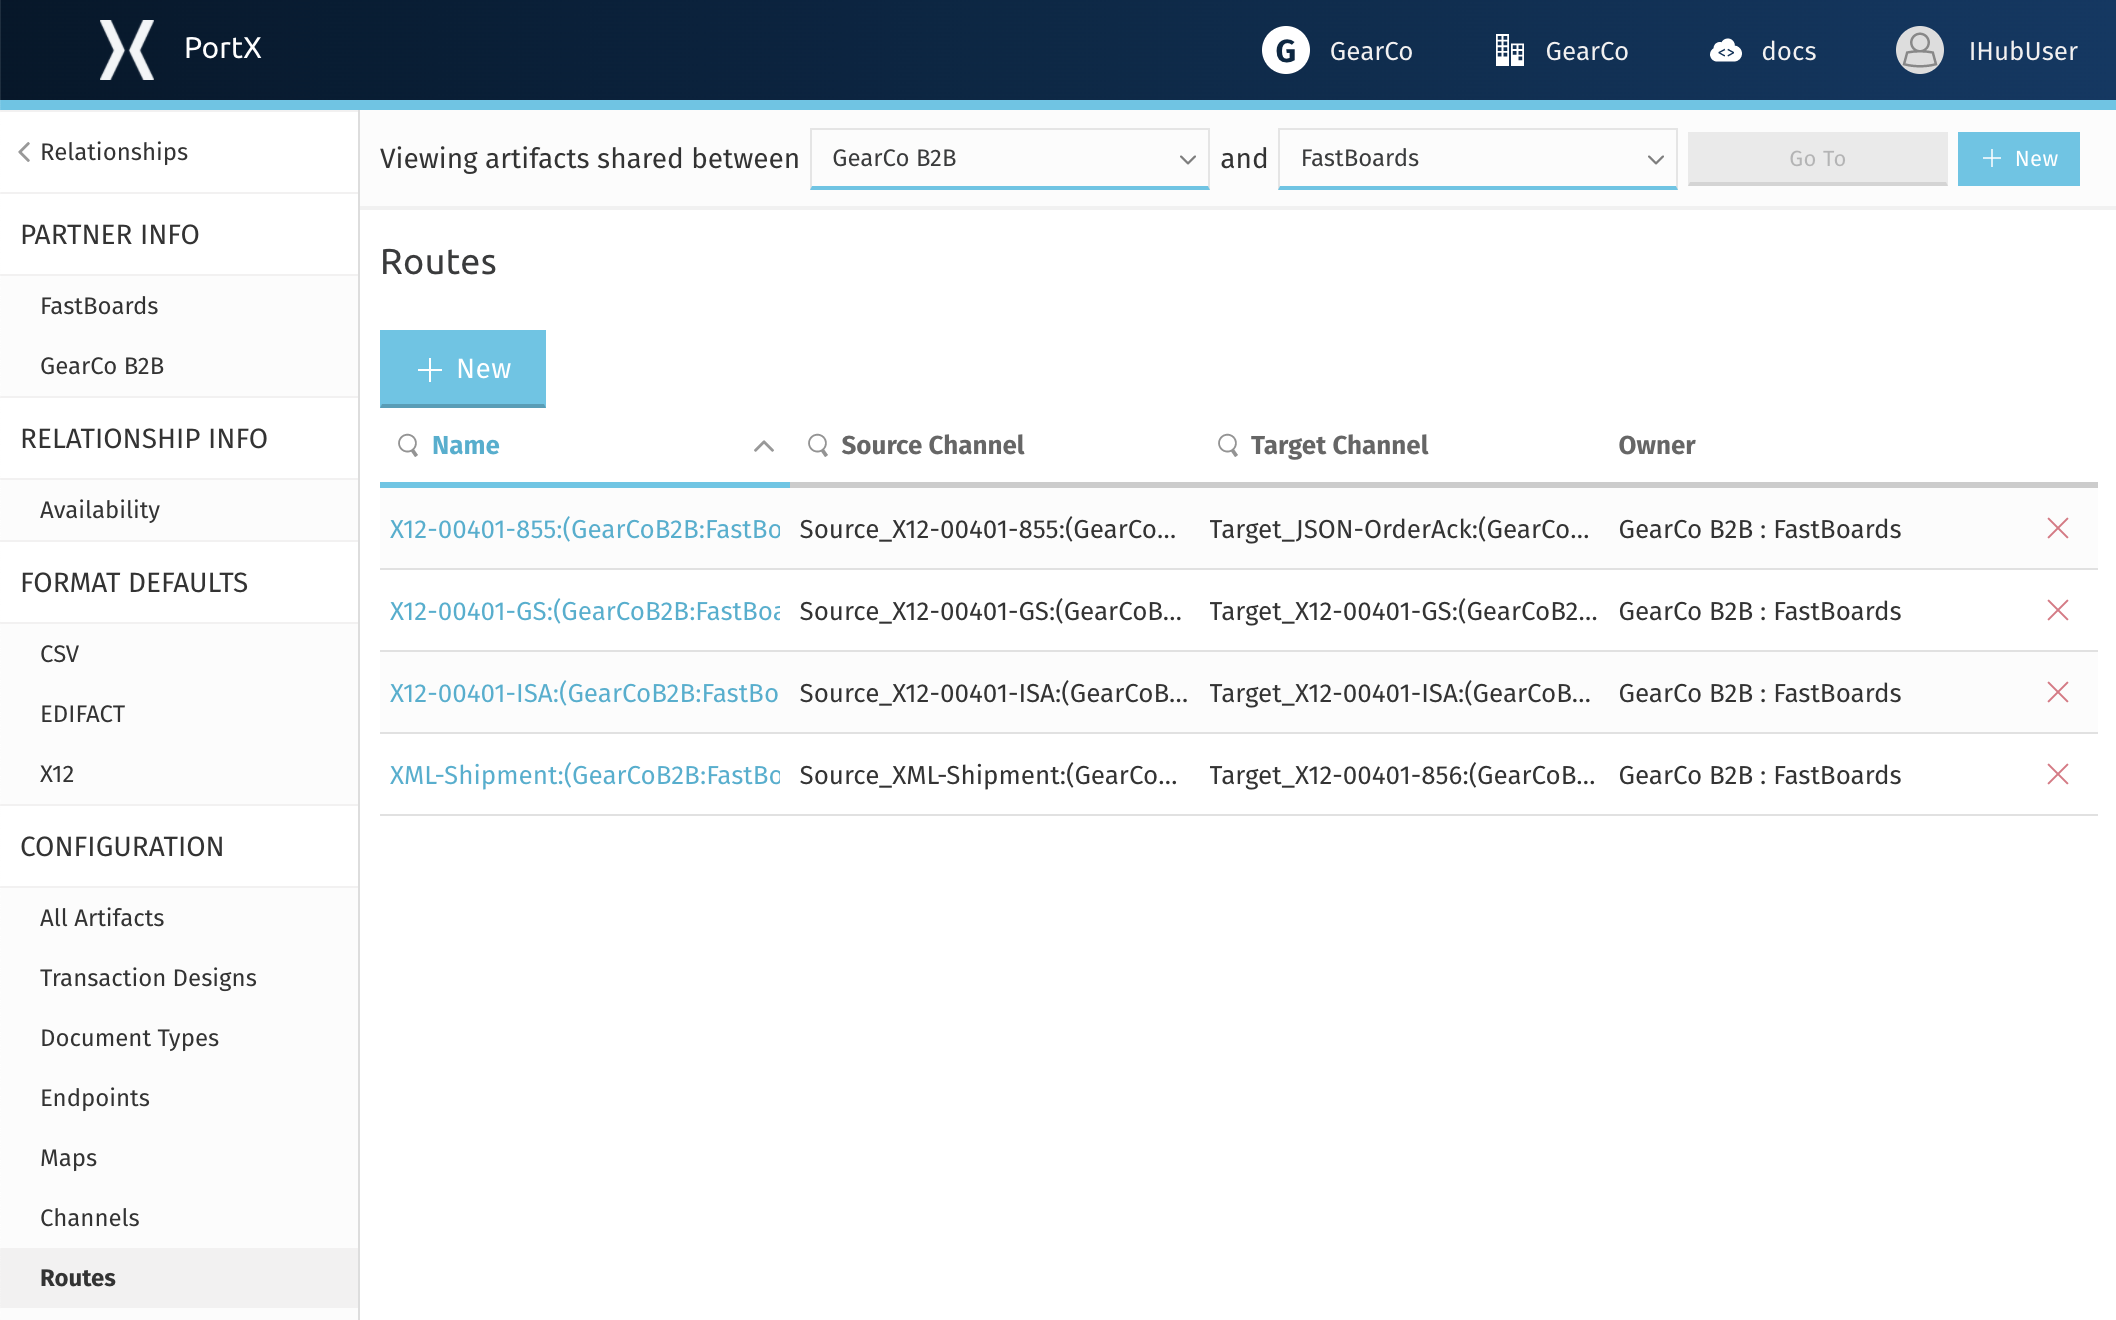 PortX
G GearCo
GearCo
docs
IHubUser
Relationships
PARTNER INFO
FastBoards
GearCo B2B
RELATIONSHIP INFO
Availability
FORMAT DEFAULTS
CSV
EDIFACT
X12
CONFIGURATION
All Artifacts
Transaction Designs
Document Types
Endpoints
Maps
Channels
Routes
Viewing artifacts shared between GearCo B2B and FastBoards Go To + New
Routes
+ New
Name Source Channel Target Channel Owner
X12-00401-855:(GearCoB2B:FastBo Source_X12-00401-855:(GearCo... Target_JSON-OrderAck:(GearCo... GearCo B2B : FastBoards
X12-00401-GS:(GearCoB2B:FastBoa Source_X12-00401-GS:(GearCoB... Target_X12-00401-GS:(GearCoB2... GearCo B2B : FastBoards
X12-00401-ISA:(GearCoB2B:FastBo Source_X12-00401-ISA:(GearCoB... Target_X12-00401-ISA:(GearCoB... GearCo B2B : FastBoards
XML-Shipment:(GearCoB2B:FastBo Source_XML-Shipment:(GearCo... Target_X12-00401-856:(GearCoB... GearCo B2B : FastBoards